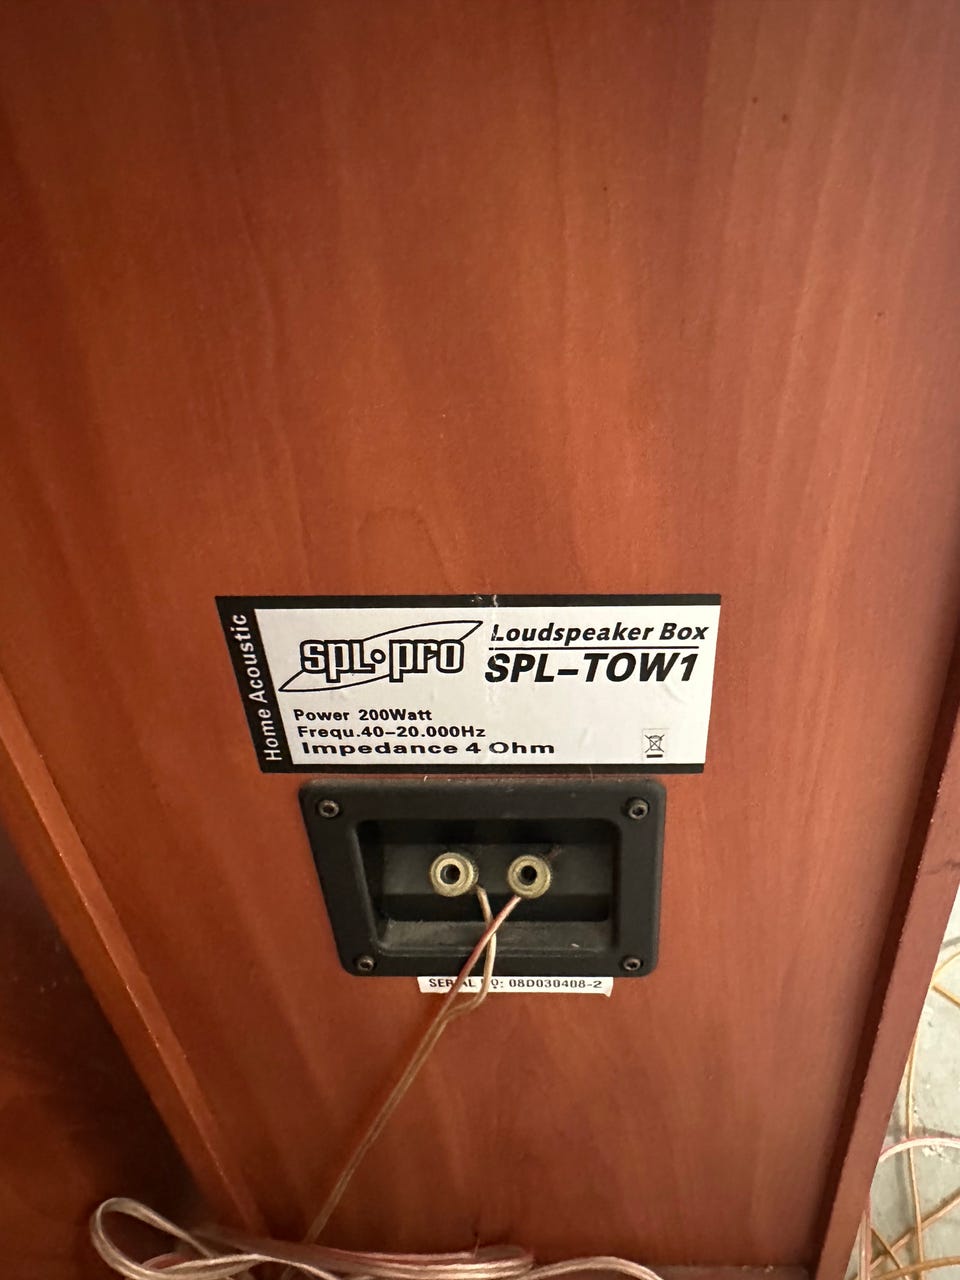 Home Acoustic
SPL•PRO
Loudspeaker Box
SPL-TOW1
Power 200Watt
Frequ.40-20.000Hz
Impedance 4 Ohm
SERIAL NO: 08D030408-2